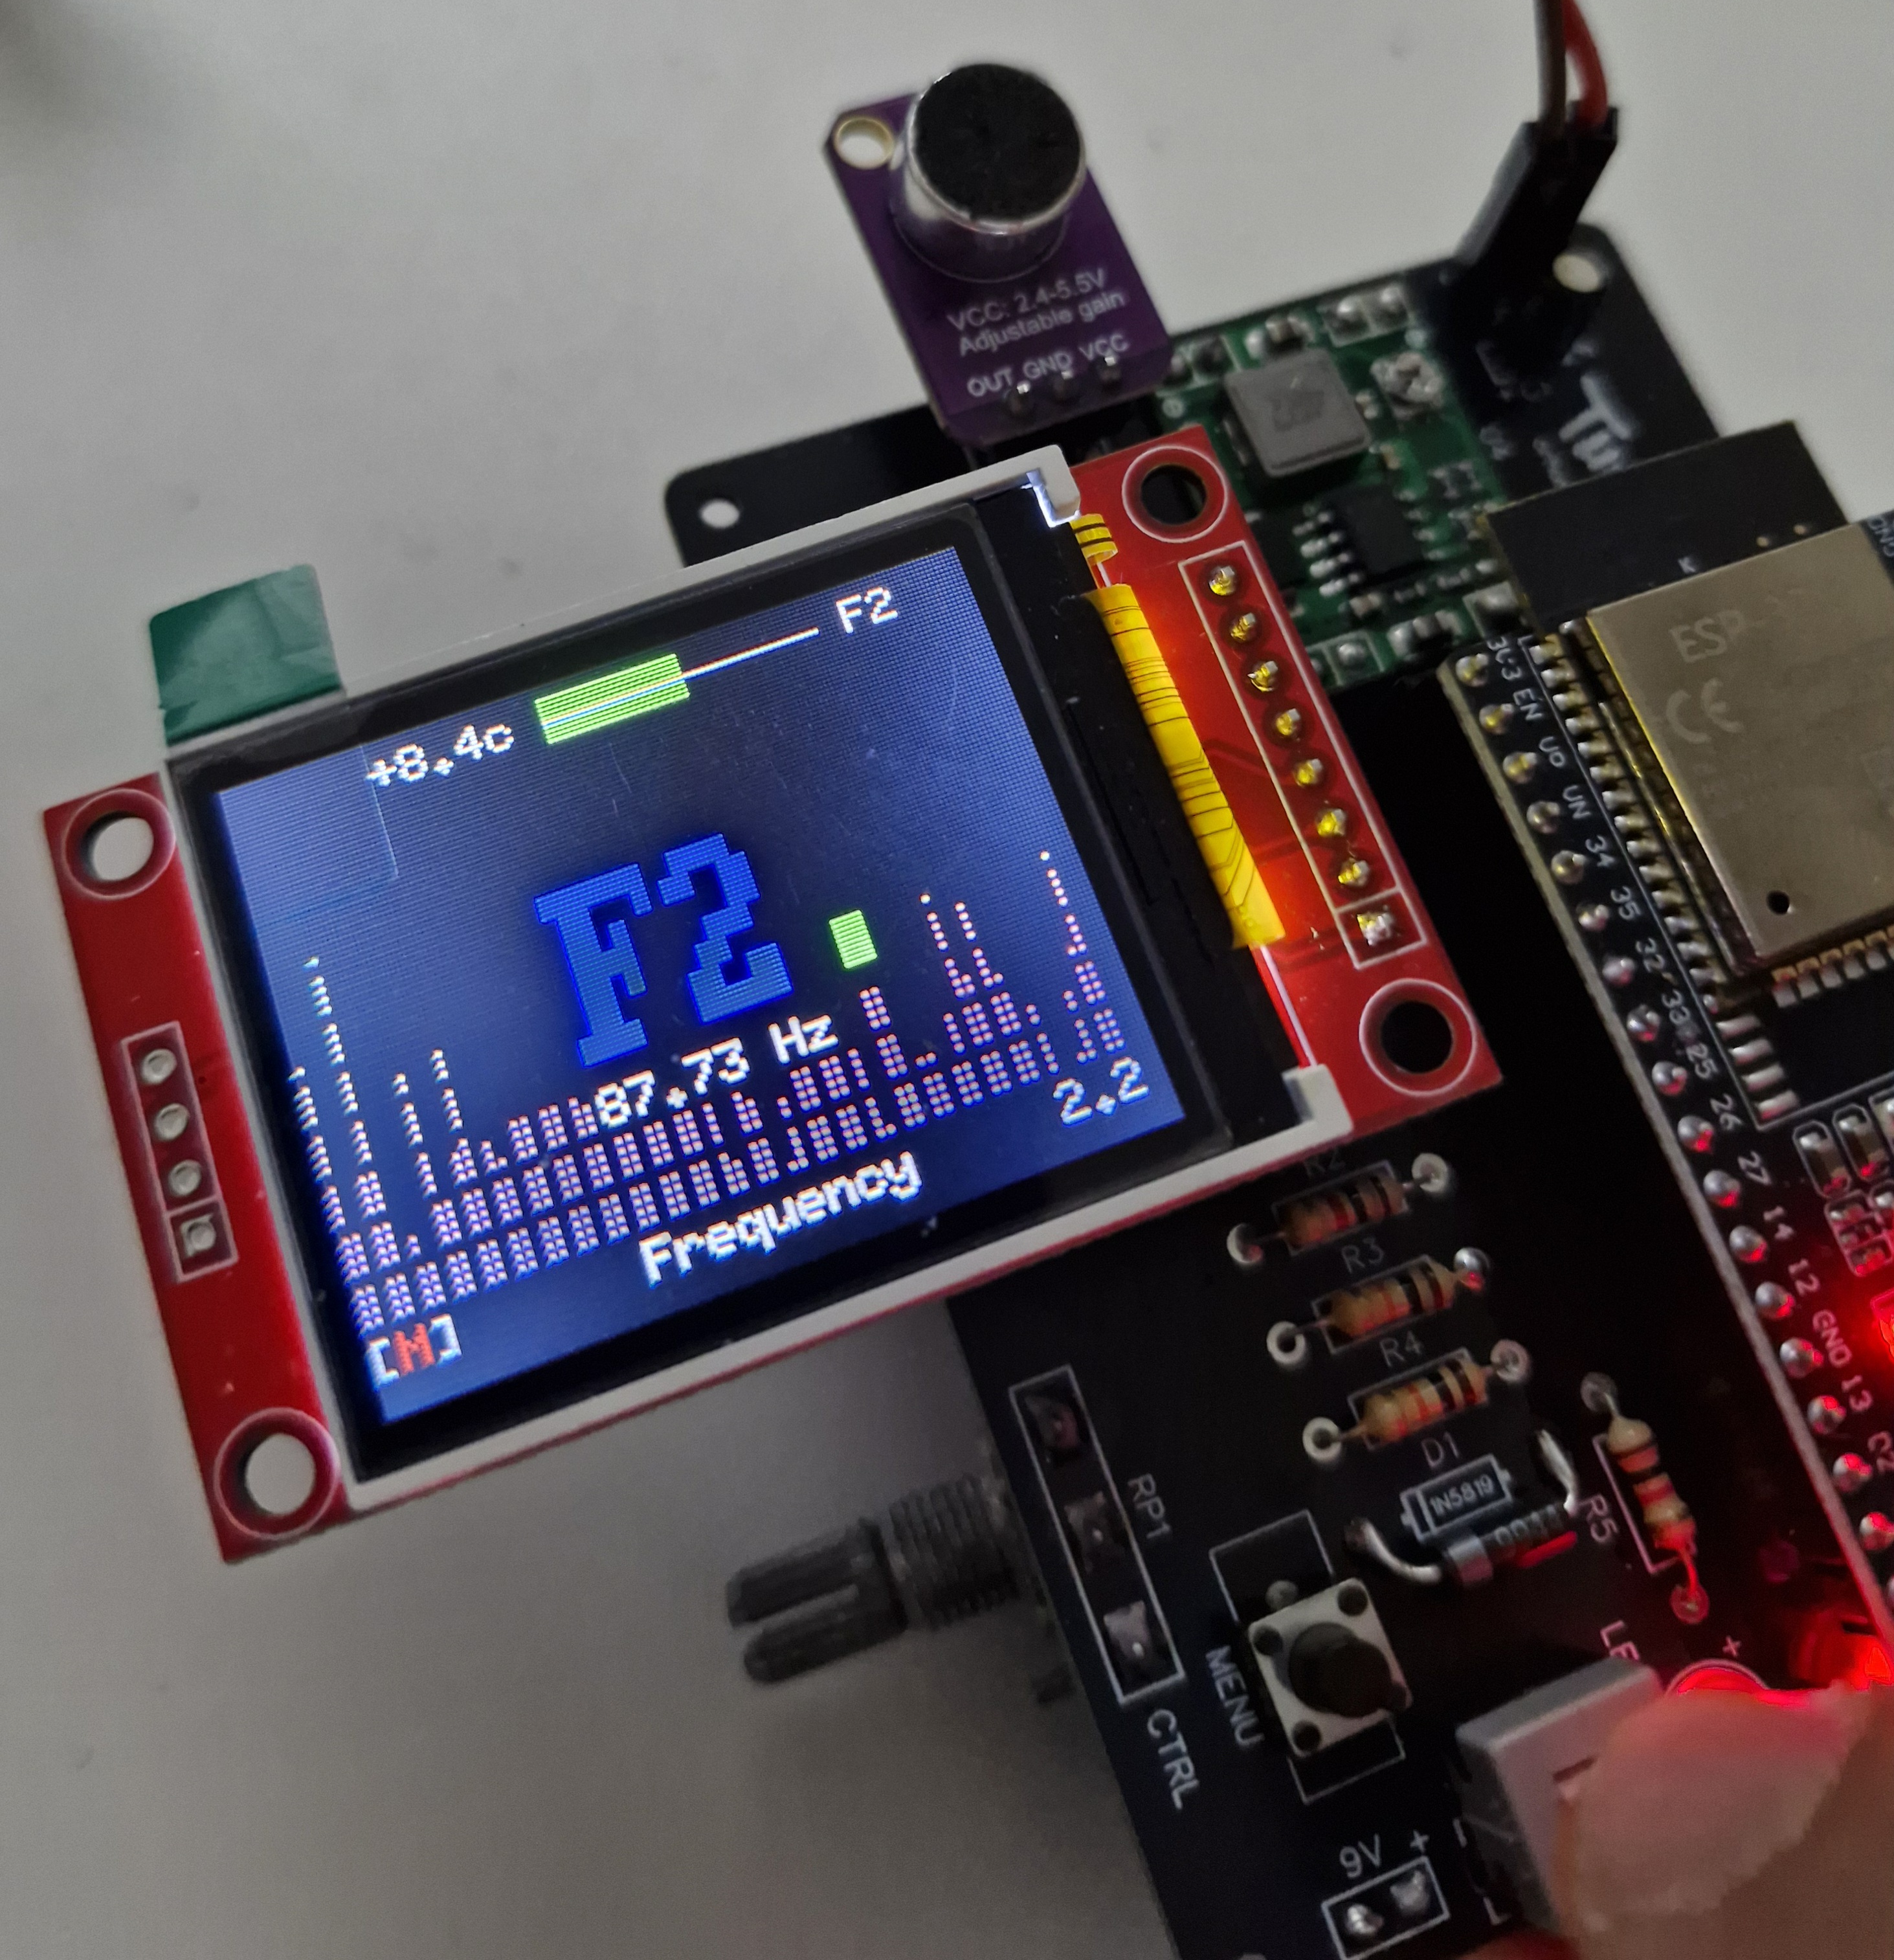 VCC: 2.4-5.5V
Adjustable gain
OUT GND VCC
F2
+8.4c
F2
87.73 Hz
2.2
Frequency
[M]
3V3 EN VP VN 34 35 32 33 25 26 27 14 12 GND 13
R2
R3
R4
D1
1N5819
R5
RP1
CTRL
MENU
9V +
+